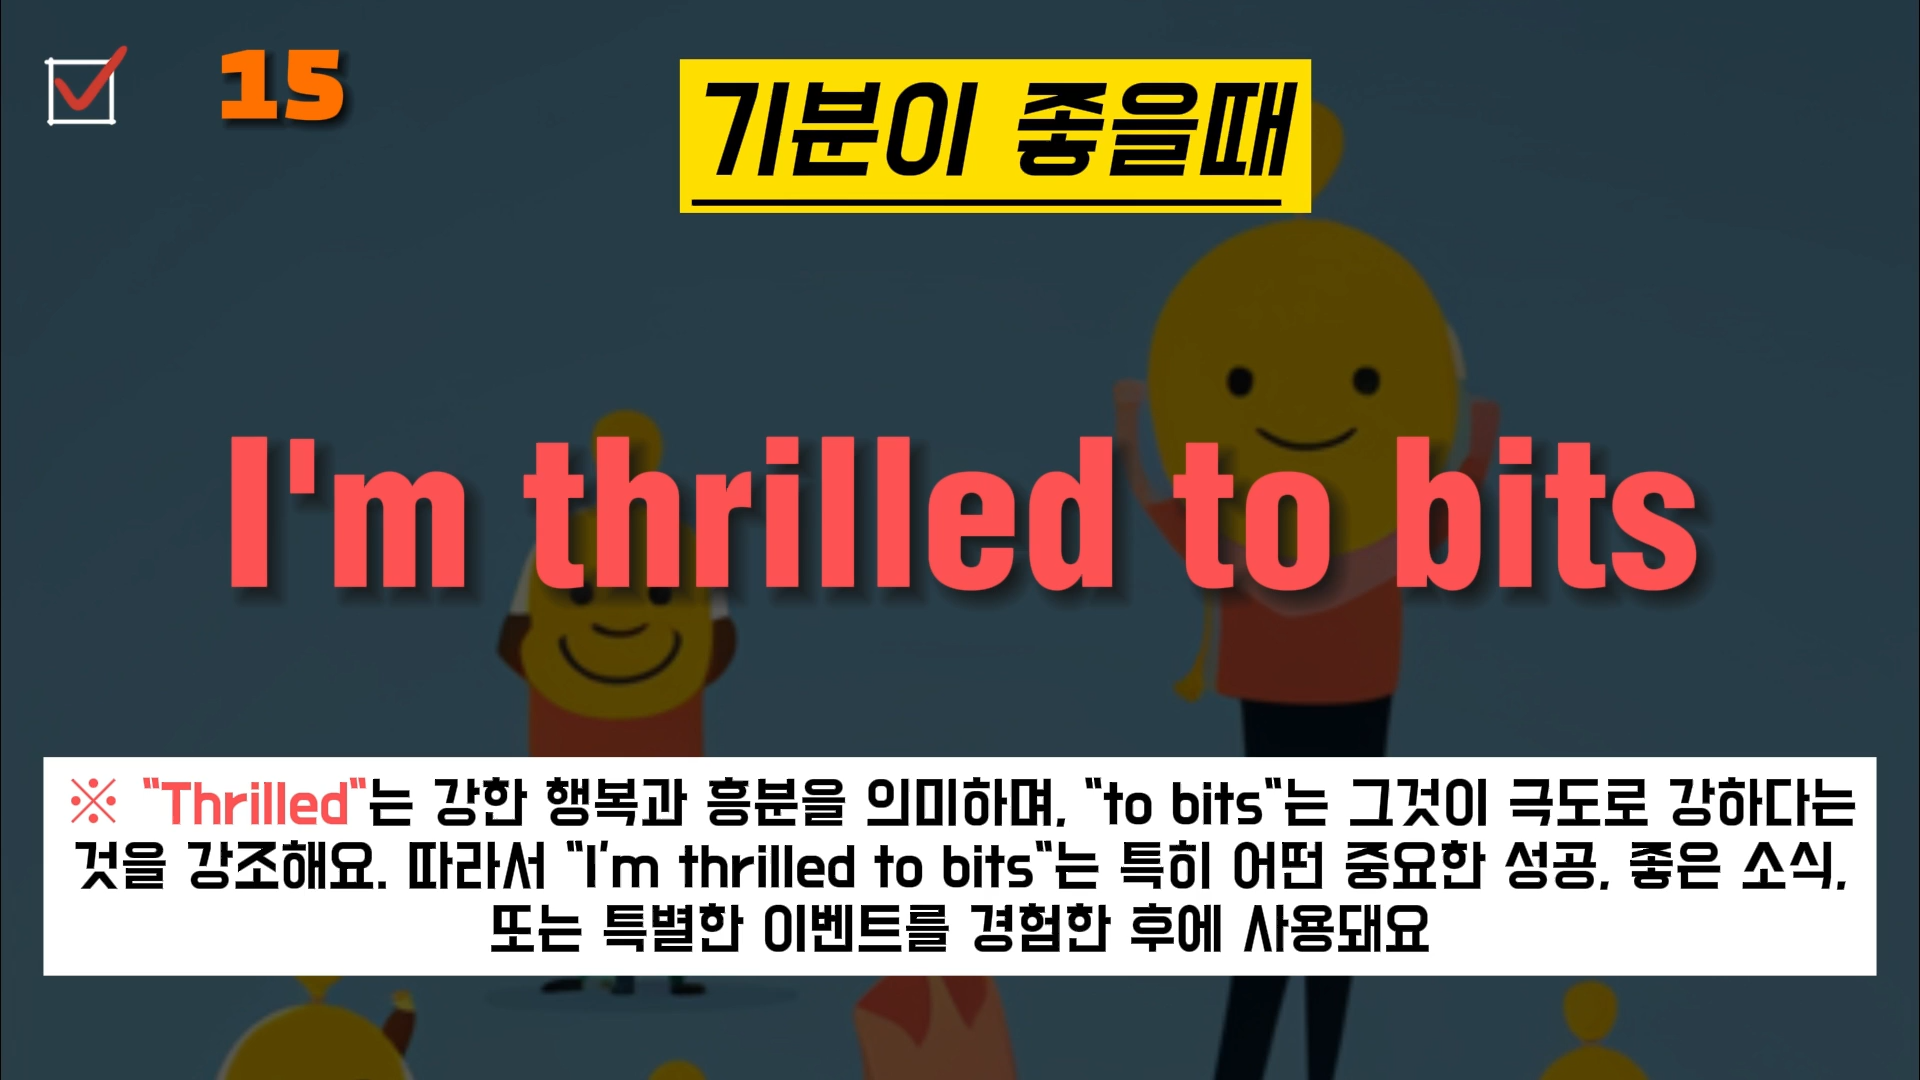 15
기분이 좋을때
I'm thrilled to bits
※ “Thrilled“는 강한 행복과 흥분을 의미하며, “to bits“는 그것이 극도로 강하다는
것을 강조해요. 따라서 “I'm thrilled to bits“는 특히 어떤 중요한 성공, 좋은 소식,
또는 특별한 이벤트를 경험한 후에 사용돼요